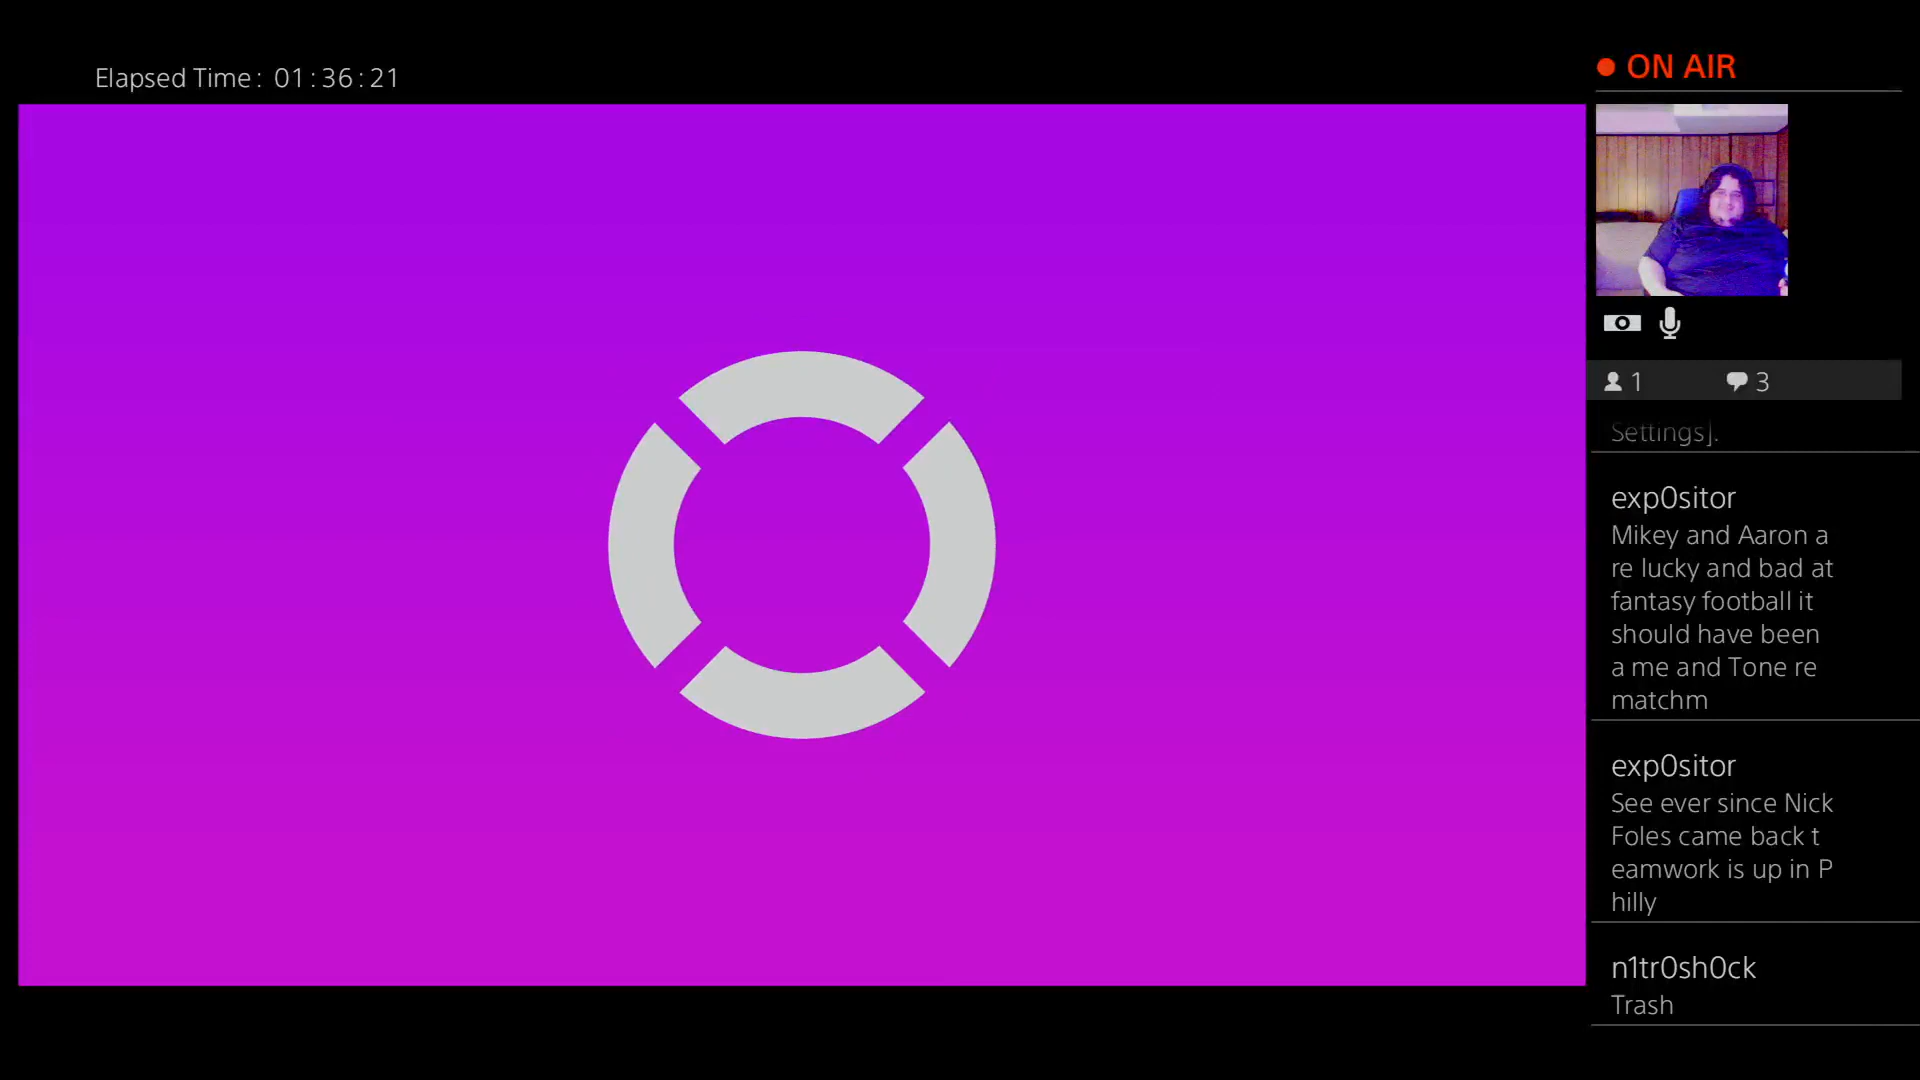 Elapsed Time: 01:36:21
ON AIR
1 3
Settings].
exp0sitor
Mikey and Aaron a
re lucky and bad at
fantasy football it
should have been
a me and Tone re
matchm
exp0sitor
See ever since Nick
Foles came back t
eamwork is up in P
hilly
n1tr0sh0ck
Trash